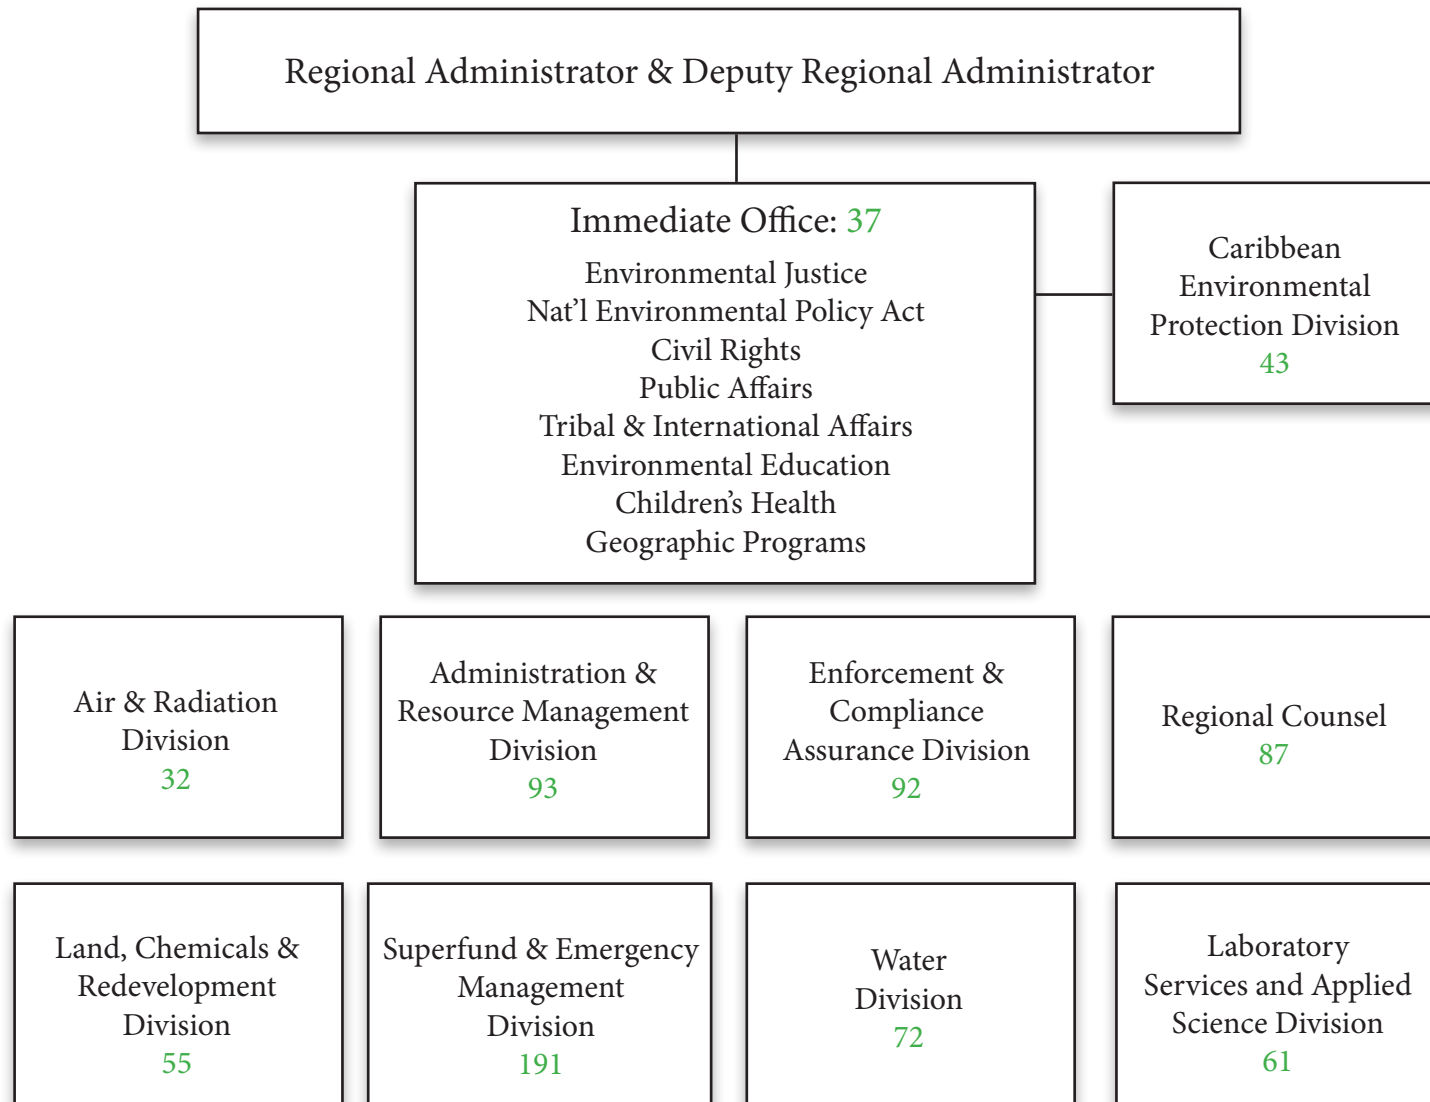 Regional Administrator & Deputy Regional Administrator
Immediate Office: 37
Environmental Justice
Nat’l Environmental Policy Act
Civil Rights
Public Affairs
Tribal & International Affairs
Environmental Education
Children’s Health
Geographic Programs
Caribbean
Environmental
Protection Division
43
Air & Radiation
Division
32
Administration &
Resource Management
Division
93
Enforcement &
Compliance
Assurance Division
92
Regional Counsel
87
Land, Chemicals &
Redevelopment
Division
55
Superfund & Emergency
Management
Division
191
Water
Division
72
Laboratory
Services and Applied
Science Division
61